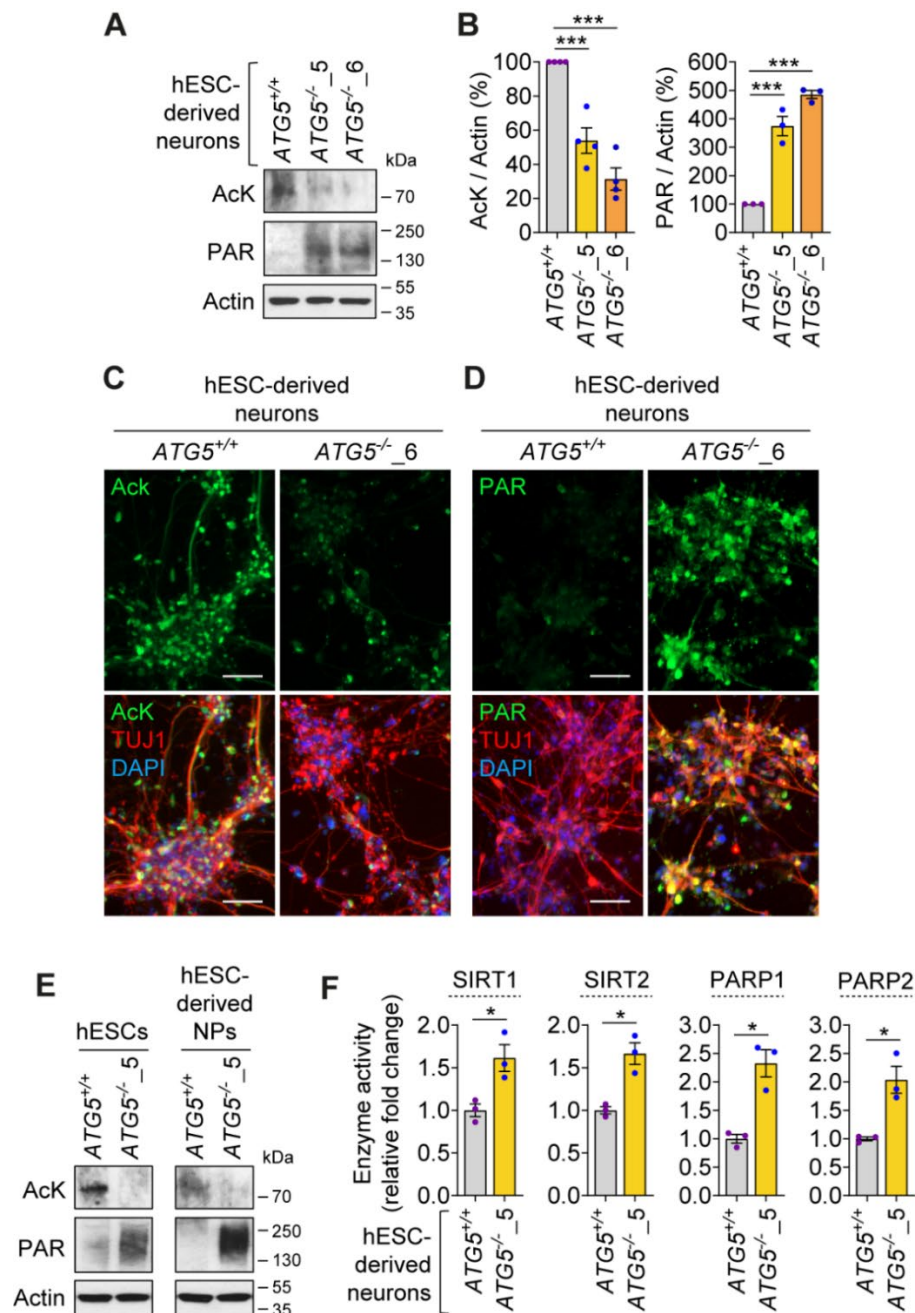 A
hESC-
derived
neurons
ATG5+/+
ATG5-/-_5
ATG5-/-_6
kDa
AcK
– 70
PAR
– 250
– 130
Actin
– 55
– 35
B
AcK / Actin (%)
100
80
60
40
20
0
***
***
ATG5+/+
ATG5-/-_5
ATG5-/-_6
PAR / Actin (%)
600
500
400
300
200
100
0
***
***
ATG5+/+
ATG5-/-_5
ATG5-/-_6
C
hESC-derived
neurons
ATG5+/+
ATG5-/-_6
Ack
AcK
TUJ1
DAPI
D
hESC-derived
neurons
ATG5+/+
ATG5-/-_6
PAR
PAR
TUJ1
DAPI
E
hESCs
hESC-
derived
NPs
ATG5+/+
ATG5-/-_5
ATG5+/+
ATG5-/-_5
kDa
AcK
– 70
PAR
– 250
– 130
Actin
– 55
– 35
F
Enzyme activity
(relative fold change)
SIRT1
*
2.0
1.5
1.0
0.5
0.0
ATG5+/+
ATG5-/-_5
SIRT2
*
2.0
1.5
1.0
0.5
0.0
ATG5+/+
ATG5-/-_5
PARP1
*
3.0
2.5
2.0
1.5
1.0
0.5
0.0
ATG5+/+
ATG5-/-_5
PARP2
*
3.0
2.5
2.0
1.5
1.0
0.5
0.0
ATG5+/+
ATG5-/-_5
hESC-
derived
neurons